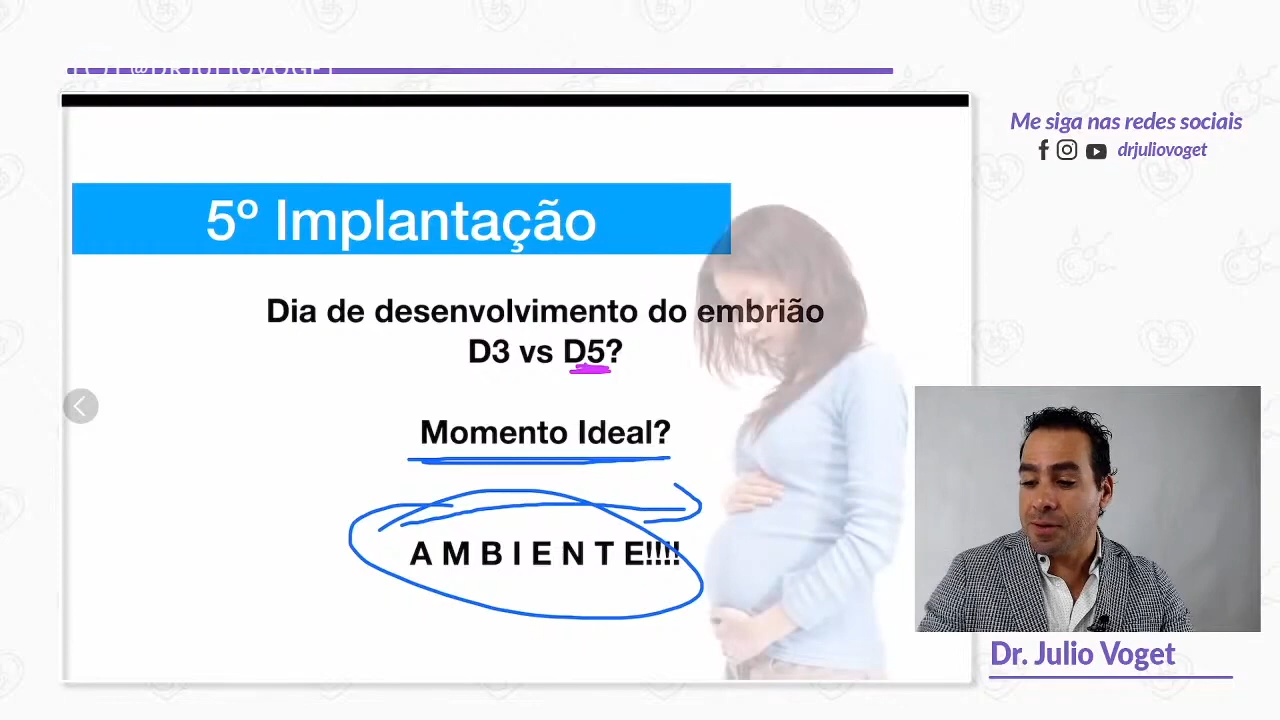 @DRJULIOVOGET
Me siga nas redes sociais
drjuliovoget
5º Implantação
Dia de desenvolvimento do embrião
D3 vs D5?
Momento Ideal?
A M B I E N T E!!!!
Dr. Julio Voget